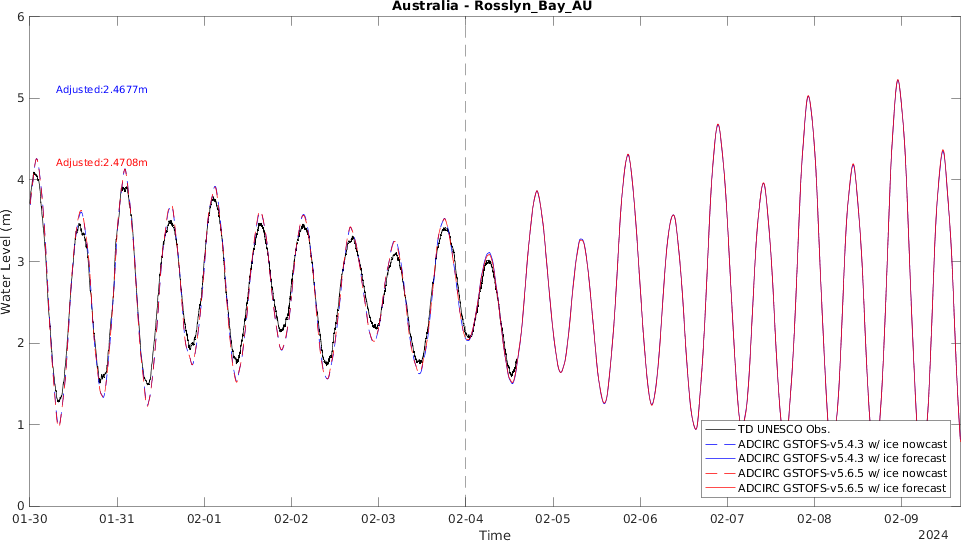 Australia - Rosslyn_Bay_AU
Adjusted:2.4677m
Adjusted:2.4708m
Water Level (m)
6
5
4
3
2
1
0
TD UNESCO Obs.
ADCIRC GSTOFS-v5.4.3 w/ ice nowcast
ADCIRC GSTOFS-v5.4.3 w/ ice forecast
ADCIRC GSTOFS-v5.6.5 w/ ice nowcast
ADCIRC GSTOFS-v5.6.5 w/ ice forecast
01-30 01-31 02-01 02-02 02-03 02-04 02-05 02-06 02-07 02-08 02-09
Time
2024